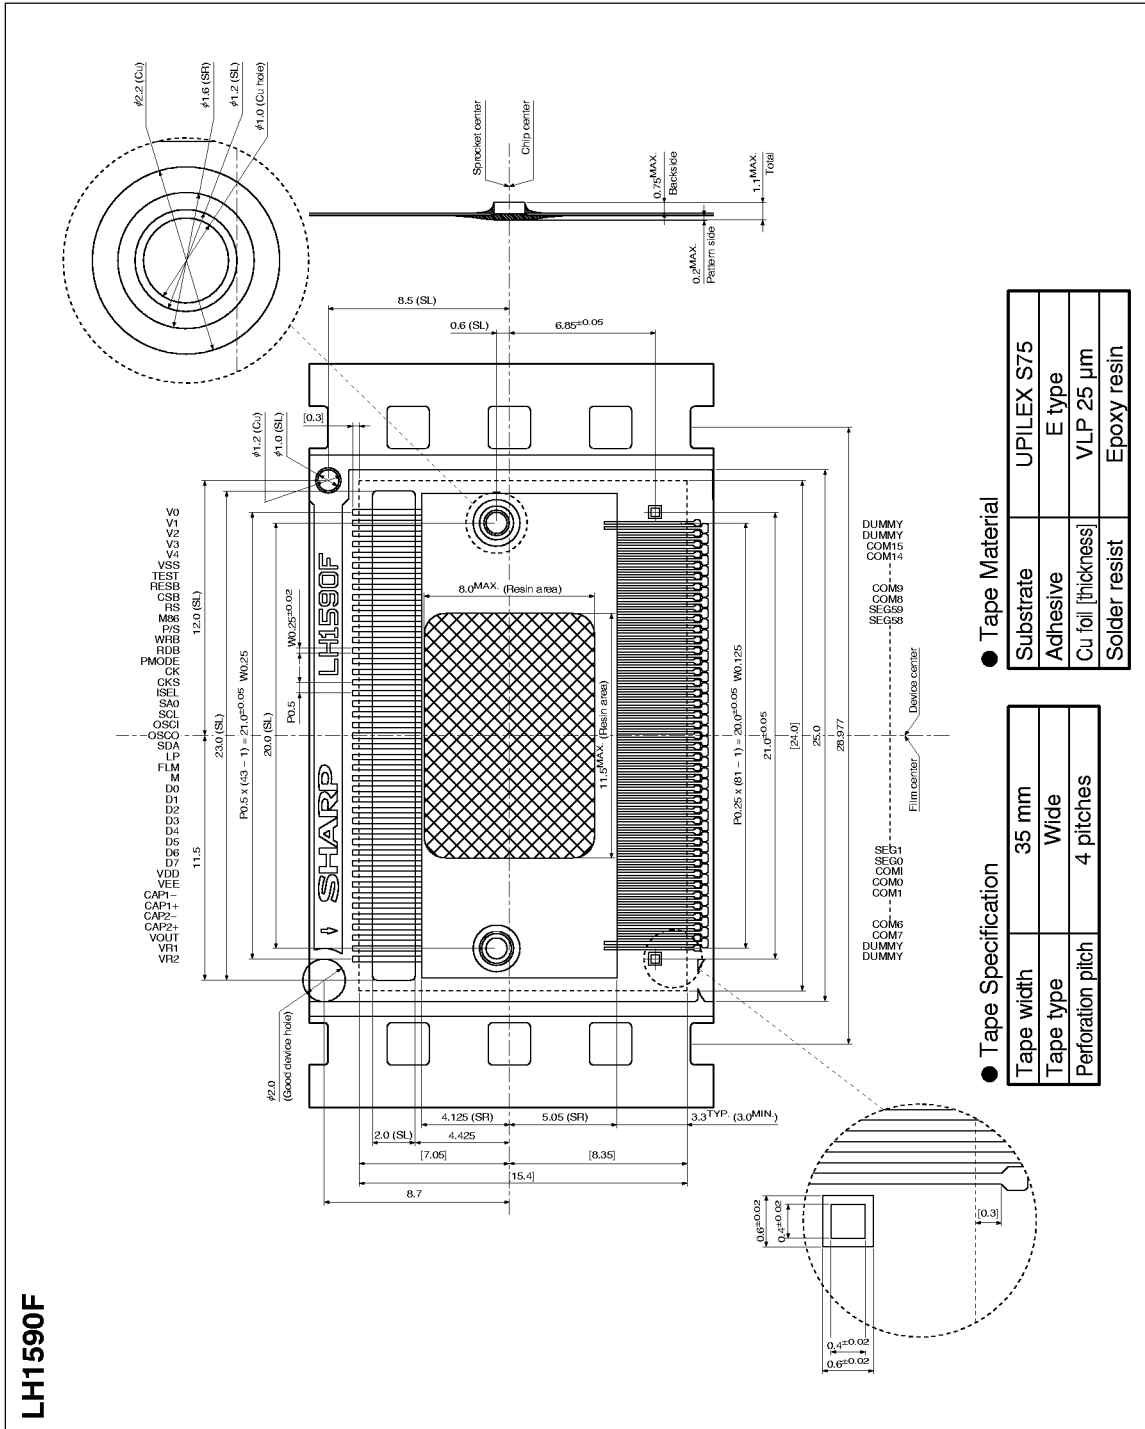 LH1590F
φ2.2 (Cu)
φ1.6 (SR)
φ1.2 (SL)
φ1.0 (Cu hole)
Sprocket center
Chip center
0.75MAX.
Backside
1.1MAX.
Total
0.2MAX.
Pattern side
8.5 (SL)
0.6 (SL)
6.85±0.05
[0.3]
φ1.2 (Cu)
φ1.0 (SL)
V0
V1
V2
V3
V4
VSS
TEST
RESB
CSB
RS
M86
P/S
WRB
RDB
PMODE
CK
CKS
ISEL
SA0
SCL
OSCI
OSCO
SDA
LP
FLM
M
D0
D1
D2
D3
D4
D5
D6
D7
VDD
VEE
CAP1−
CAP1+
CAP2−
CAP2+
VOUT
VR1
VR2
12.0 (SL)
11.5
23.0 (SL)
P0.5 x (43 − 1) = 21.0±0.05 W0.25
20.0 (SL)
P0.5
W0.25±0.02
SHARP
LH1590F
8.0MAX. (Resin area)
11.5MAX. (Resin area)
P0.25 x (81 − 1) = 20.0±0.05 W0.125
21.0±0.05
[24.0]
25.0
28.977
DUMMY
DUMMY
COM15
COM14
COM9
COM8
SEG59
SEG58
SEG1
SEG0
COMI
COM0
COM1
COM6
COM7
DUMMY
DUMMY
Device center
Film center
φ2.0
(Good device hole)
2.0 (SL)
4.125 (SR)
4.425
5.05 (SR)
3.3TYP. (3.0MIN.)
[7.05]
[8.35]
[15.4]
8.7
0.6±0.02
0.4±0.02
0.4±0.02
0.6±0.02
[0.3]
● Tape Specification
Tape width 35 mm
Tape type Wide
Perforation pitch 4 pitches
● Tape Material
Substrate UPILEX S75
Adhesive E type
Cu foil [thickness] VLP 25 μm
Solder resist Epoxy resin